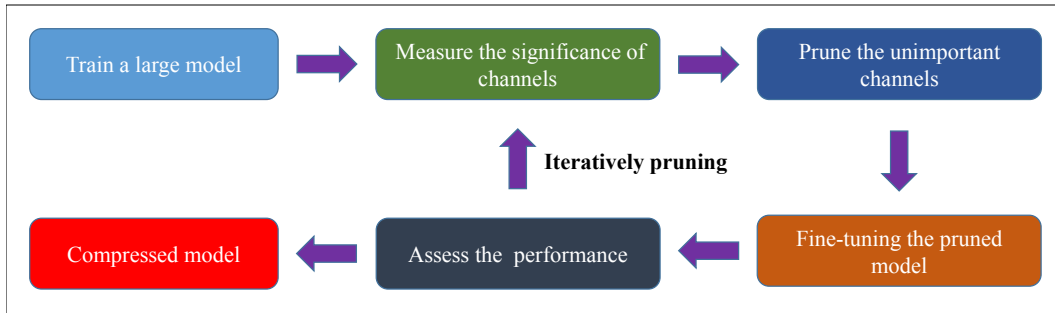 Train a large model
Measure the significance of
channels
Prune the unimportant
channels
Iteratively pruning
Compressed model
Assess the performance
Fine-tuning the pruned
model